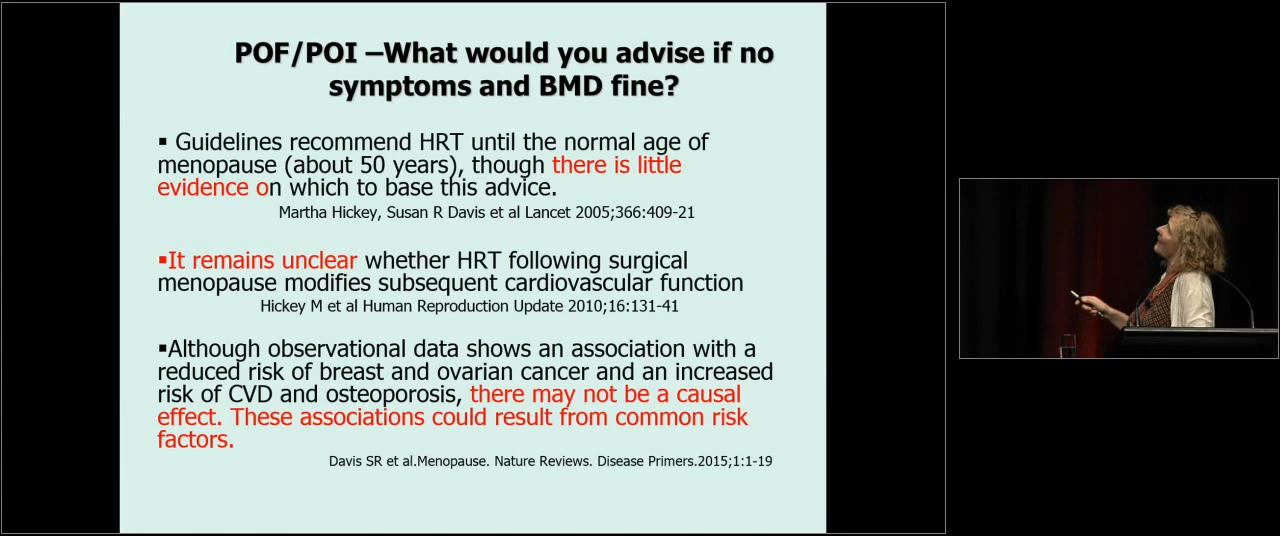 POF/POI –What would you advise if no
symptoms and BMD fine?
▪ Guidelines recommend HRT until the normal age of
menopause (about 50 years), though there is little
evidence on which to base this advice.
Martha Hickey, Susan R Davis et al Lancet 2005;366:409-21
▪It remains unclear whether HRT following surgical
menopause modifies subsequent cardiovascular function
Hickey M et al Human Reproduction Update 2010;16:131-41
▪Although observational data shows an association with a
reduced risk of breast and ovarian cancer and an increased
risk of CVD and osteoporosis, there may not be a causal
effect. These associations could result from common risk
factors.
Davis SR et al.Menopause. Nature Reviews. Disease Primers.2015;1:1-19